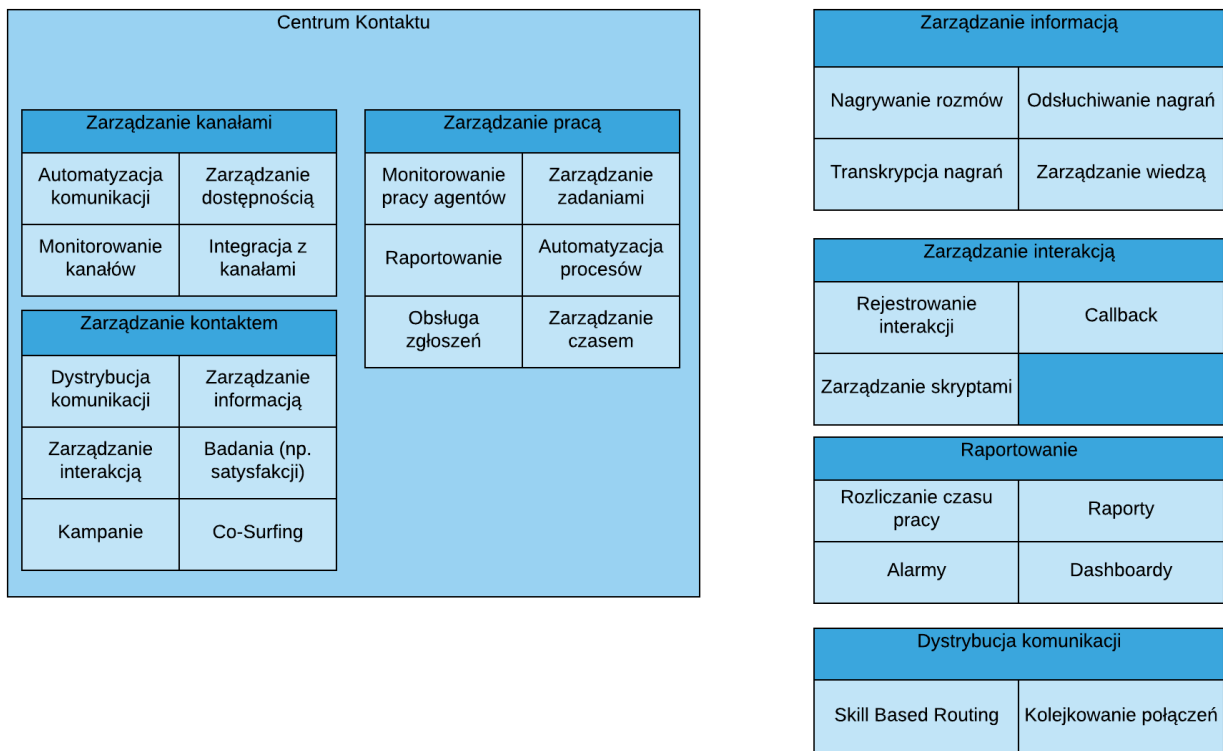 Centrum Kontaktu
Zarządzanie kanałami
Automatyzacja
komunikacji
Zarządzanie
dostępnością
Monitorowanie
kanałów
Integracja z
kanałami
Zarządzanie kontaktem
Dystrybucja
komunikacji
Zarządzanie
informacją
Zarządzanie
interakcją
Badania (np.
satysfakcji)
Kampanie
Co-Surfing
Zarządzanie pracą
Monitorowanie
pracy agentów
Zarządzanie
zadaniami
Raportowanie
Automatyzacja
procesów
Obsługa
zgłoszeń
Zarządzanie
czasem
Zarządzanie informacją
Nagrywanie rozmów
Odsłuchiwanie nagrań
Transkrypcja nagrań
Zarządzanie wiedzą
Zarządzanie interakcją
Rejestrowanie
interakcji
Callback
Zarządzanie skryptami
Raportowanie
Rozliczanie czasu
pracy
Raporty
Alarmy
Dashboardy
Dystrybucja komunikacji
Skill Based Routing
Kolejkowanie połączeń